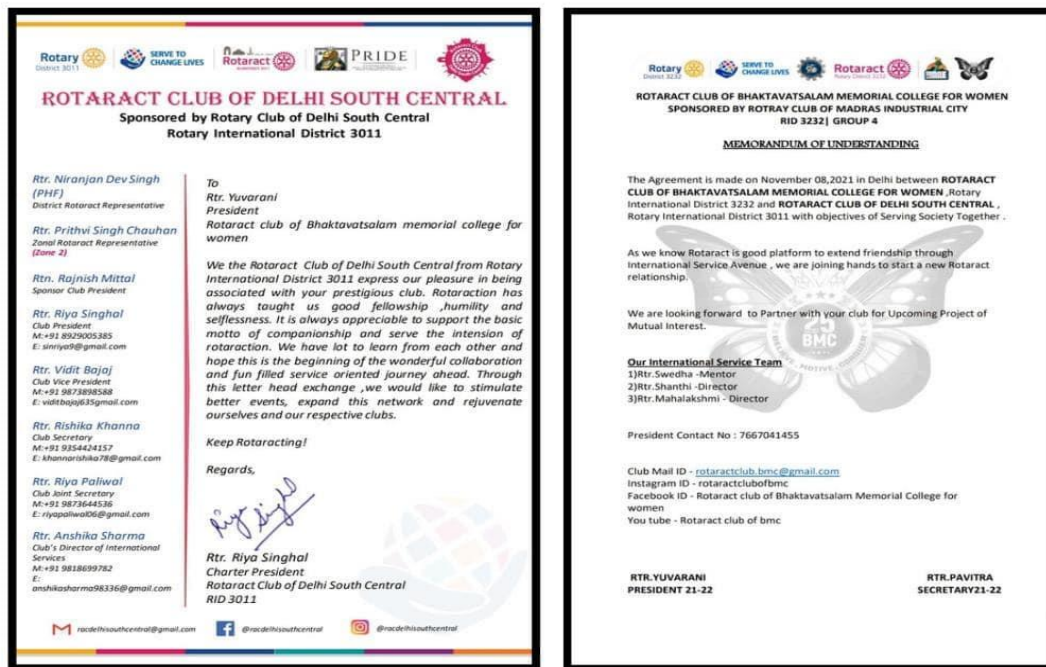 Rotary
District 3011
SERVE TO
CHANGE LIVES
Rotaract
PRIDE
ROTARACT CLUB OF DELHI SOUTH CENTRAL
Sponsored by Rotary Club of Delhi South Central
Rotary International District 3011
Rtr. Niranjan Dev Singh
(PHF)
District Rotaract Representative
Rtr. Prithvi Singh Chauhan
Zonal Rotaract Representative
(Zone 2)
Rtn. Rajnish Mittal
Sponsor Club President
Rtr. Riya Singhal
Club President
M:+91 8929005385
E: sinriya9@gmail.com
Rtr. Vidit Bajaj
Club Vice President
M:+91 9873898588
E: viditbajaj635gmail.com
Rtr. Rishika Khanna
Club Secretary
M:+91 9354424157
E: khannarishika78@gmail.com
Rtr. Riya Paliwal
Club Joint Secretary
M:+91 9873644536
E: riyapaliwal06@gmail.com
Rtr. Anshika Sharma
Club's Director of International
Services
M:+91 9818699782
E:
anshikasharma98336@gmail.com
To
Rtr. Yuvarani
President
Rotaract club of Bhaktavatsalam memorial college for
women
We the Rotaract Club of Delhi South Central from Rotary
International District 3011 express our pleasure in being
associated with your prestigious club. Rotaraction has
always taught us good fellowship ,humility and
selflessness. It is always appreciable to support the basic
motto of companionship and serve the intension of
rotaraction. We have lot to learn from each other and
hope this is the beginning of the wonderful collaboration
and fun filled service oriented journey ahead. Through
this letter head exchange ,we would like to stimulate
better events, expand this network and rejuvenate
ourselves and our respective clubs.
Keep Rotaracting!
Regards,
Riya Singhal
Rtr. Riya Singhal
Charter President
Rotaract Club of Delhi South Central
RID 3011
racdelhisouthcentral@gmail.com
@racdelhisouthcentral
@racdelhisouthcentral
Rotary
District 3232
SERVE TO
CHANGE LIVES
Rotaract
ROTARACT CLUB OF BHAKTAVATSALAM MEMORIAL COLLEGE FOR WOMEN
SPONSORED BY ROTRAY CLUB OF MADRAS INDUSTRIAL CITY
RID 3232| GROUP 4
MEMORANDUM OF UNDERSTANDING
The Agreement is made on November 08,2021 in Delhi between ROTARACT
CLUB OF BHAKTAVATSALAM MEMORIAL COLLEGE FOR WOMEN ,Rotary
International District 3232 and ROTARACT CLUB OF DELHI SOUTH CENTRAL ,
Rotary International District 3011 with objectives of Serving Society Together .
As we know Rotaract is good platform to extend friendship through
International Service Avenue , we are joining hands to start a new Rotaract
relationship.
We are looking forward to Partner with your club for Upcoming Project of
Mutual Interest.
25
BMC
Our International Service Team
1)Rtr.Swedha -Mentor
2)Rtr.Shanthi -Director
3)Rtr.Mahalakshmi - Director
President Contact No : 7667041455
Club Mail ID - rotaractclub.bmc@gmail.com
Instagram ID - rotaractclubofbmc
Facebook ID - Rotaract club of Bhaktavatsalam Memorial College for
women
You tube - Rotaract club of bmc
RTR.YUVARANI
PRESIDENT 21-22
RTR.PAVITRA
SECRETARY21-22